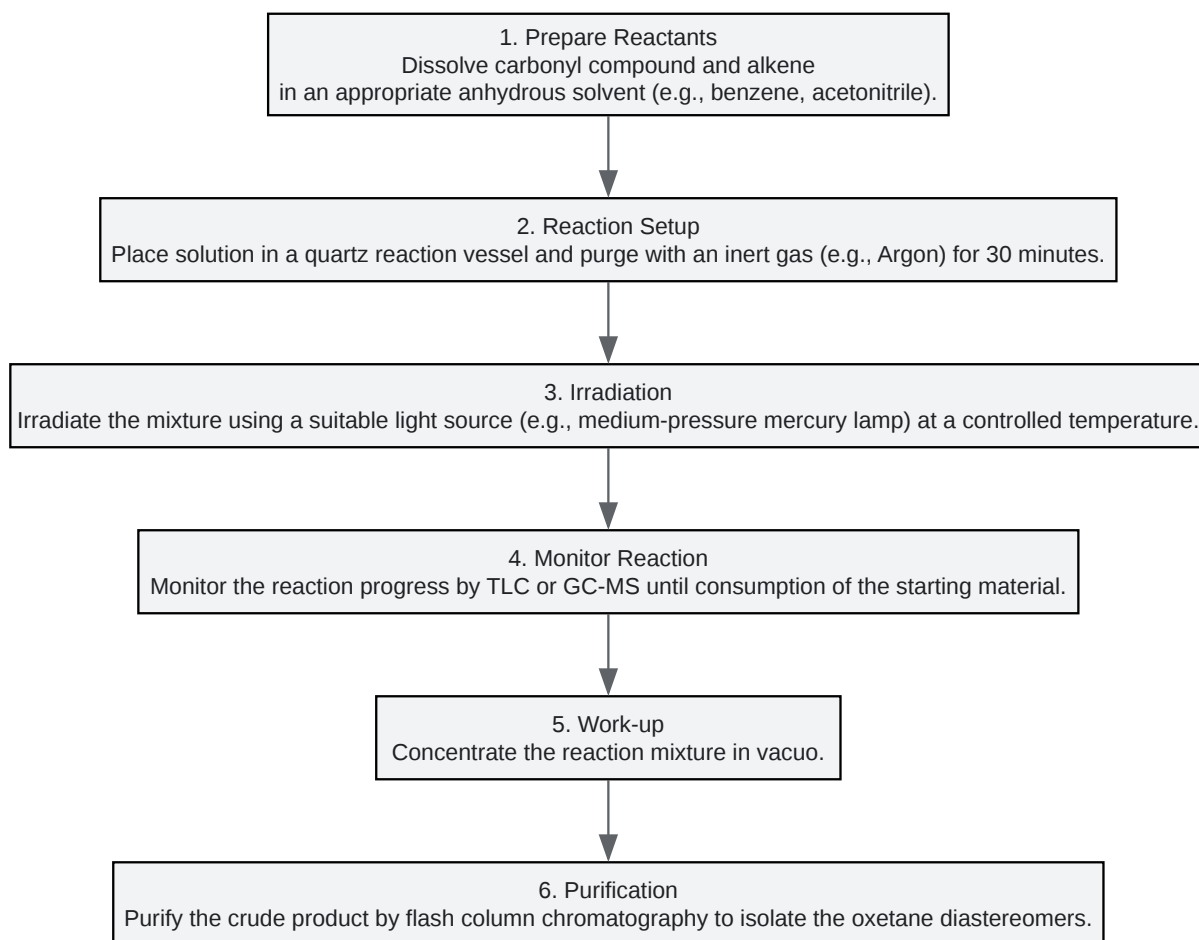 1. Prepare Reactants
Dissolve carbonyl compound and alkene
in an appropriate anhydrous solvent (e.g., benzene, acetonitrile).
2. Reaction Setup
Place solution in a quartz reaction vessel and purge with an inert gas (e.g., Argon) for 30 minutes.
3. Irradiation
Irradiate the mixture using a suitable light source (e.g., medium-pressure mercury lamp) at a controlled temperature.
4. Monitor Reaction
Monitor the reaction progress by TLC or GC-MS until consumption of the starting material.
5. Work-up
Concentrate the reaction mixture in vacuo.
6. Purification
Purify the crude product by flash column chromatography to isolate the oxetane diastereomers.